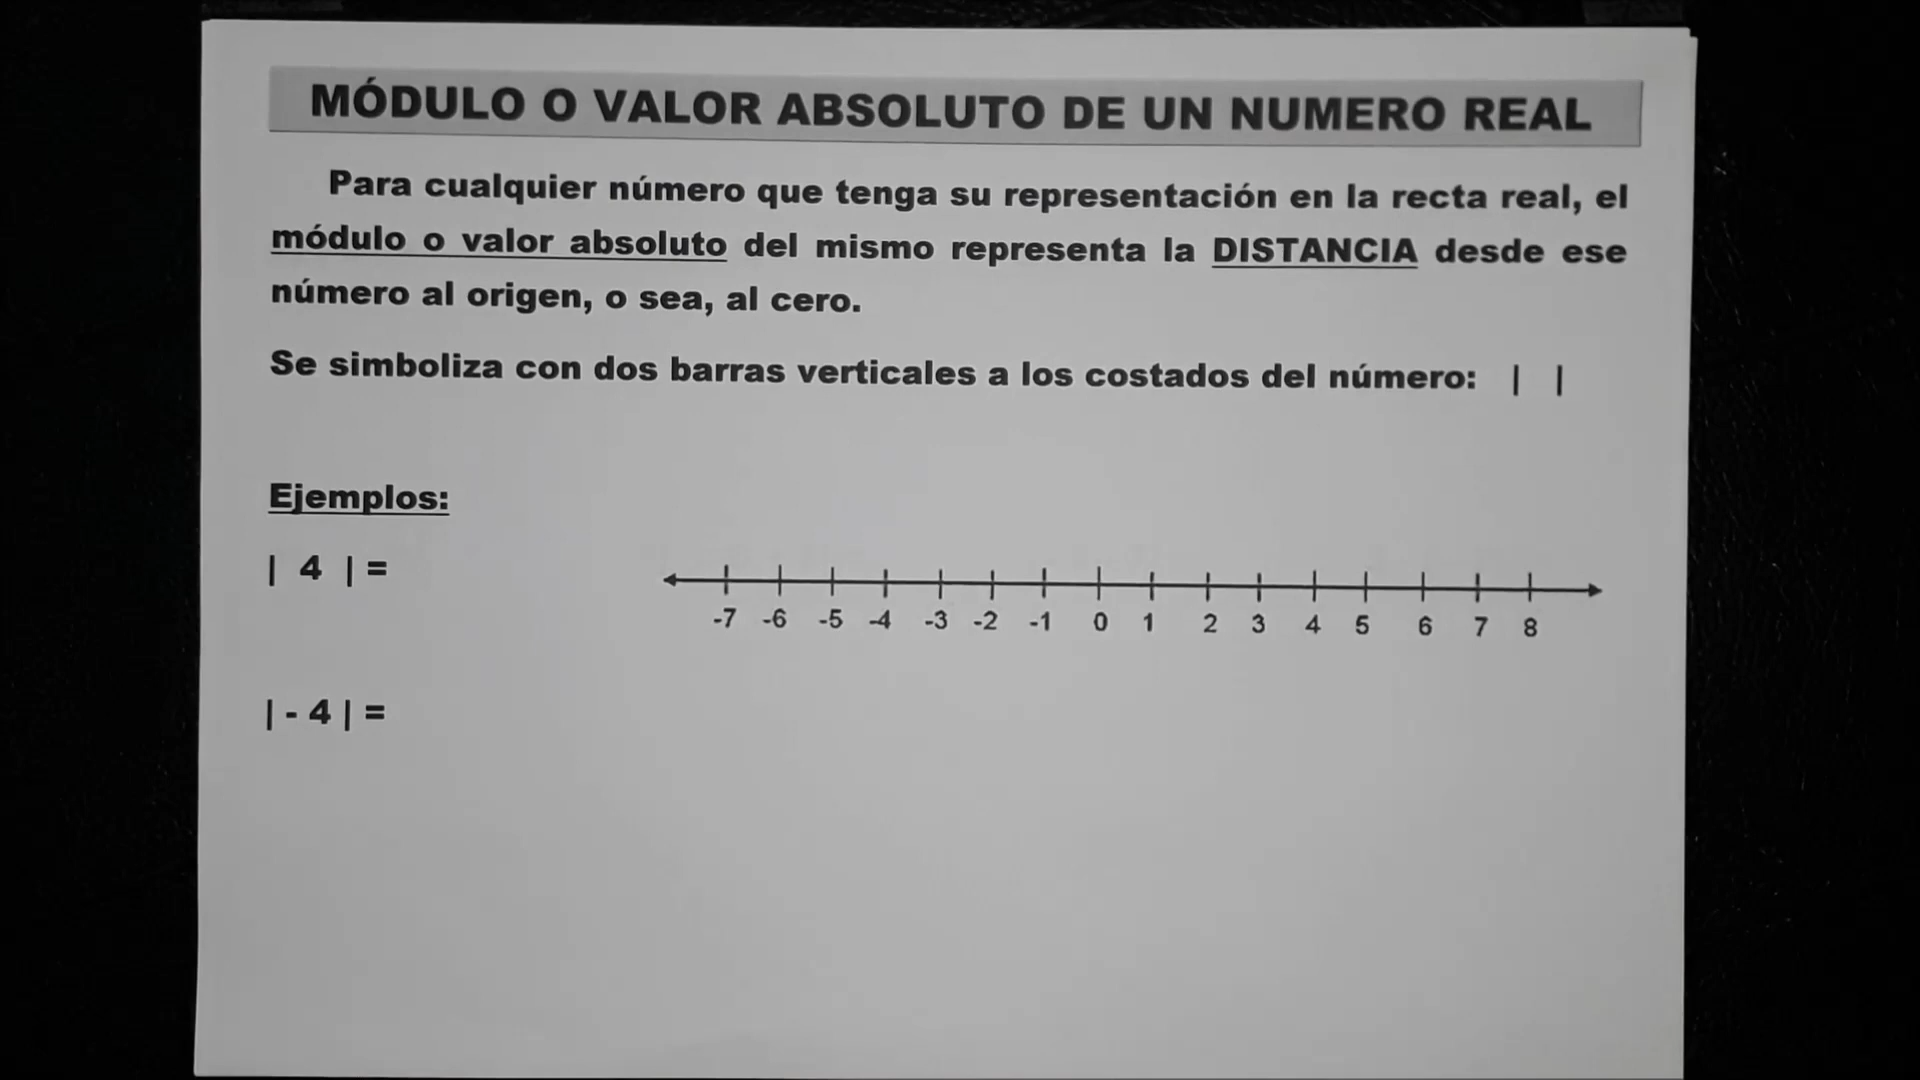 MÓDULO O VALOR ABSOLUTO DE UN NUMERO REAL
Para cualquier número que tenga su representación en la recta real, el
módulo o valor absoluto del mismo representa la DISTANCIA desde ese
número al origen, o sea, al cero.
Se simboliza con dos barras verticales a los costados del número: | |
Ejemplos:
| 4 | =
-7 -6 -5 -4 -3 -2 -1 0 1 2 3 4 5 6 7 8
| - 4 | =